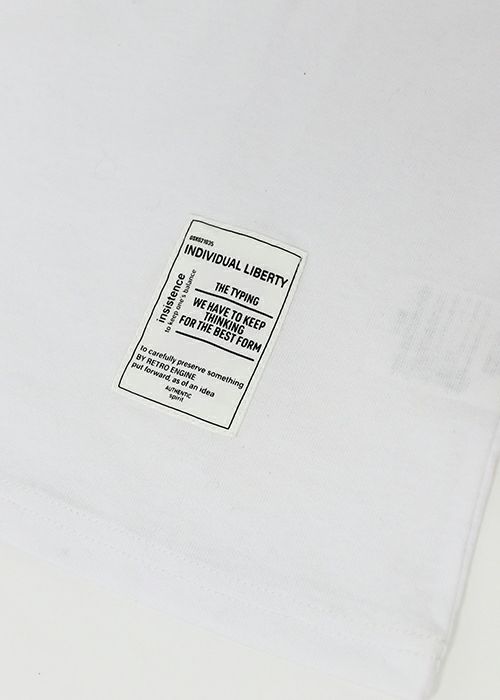 INDIVIDUAL LIBERTY
insistence
to keep one's balance
THE TYPING
WE HAVE TO KEEP
THINKING
FOR THE BEST FORM
to carefully preserve something
BY RETRO ENGINE
put forward, as of an idea
AUTHENTIC
spirit